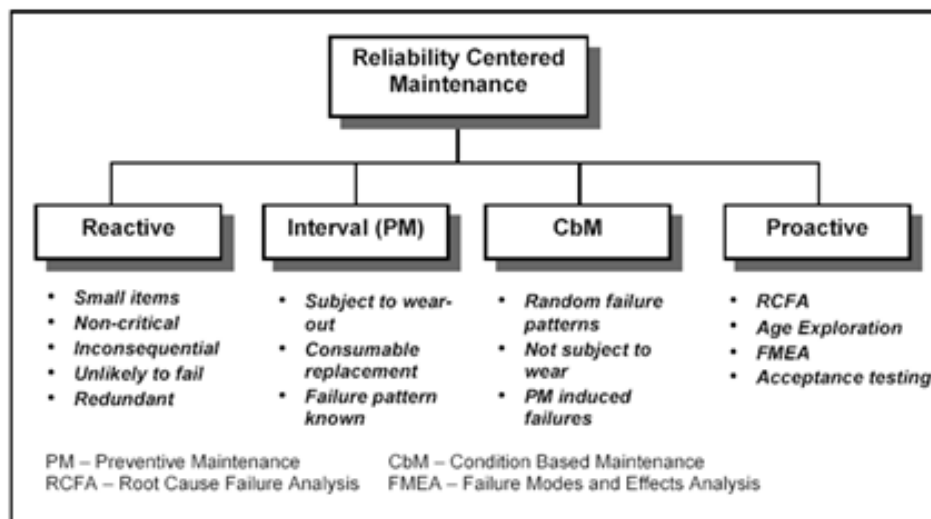 Reliability Centered
Maintenance
Reactive
Interval (PM)
CbM
Proactive
• Small items
• Non-critical
• Inconsequential
• Unlikely to fail
• Redundant
• Subject to wear-
out
• Consumable
replacement
• Failure pattern
known
• Random failure
patterns
• Not subject to
wear
• PM induced
failures
• RCFA
• Age Exploration
• FMEA
• Acceptance testing
PM – Preventive Maintenance
CbM – Condition Based Maintenance
RCFA – Root Cause Failure Analysis
FMEA – Failure Modes and Effects Analysis